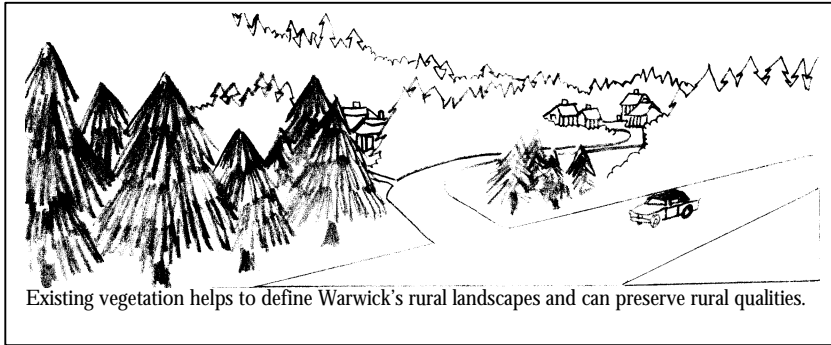 Existing vegetation helps to define Warwick's rural landscapes and can preserve rural qualities.